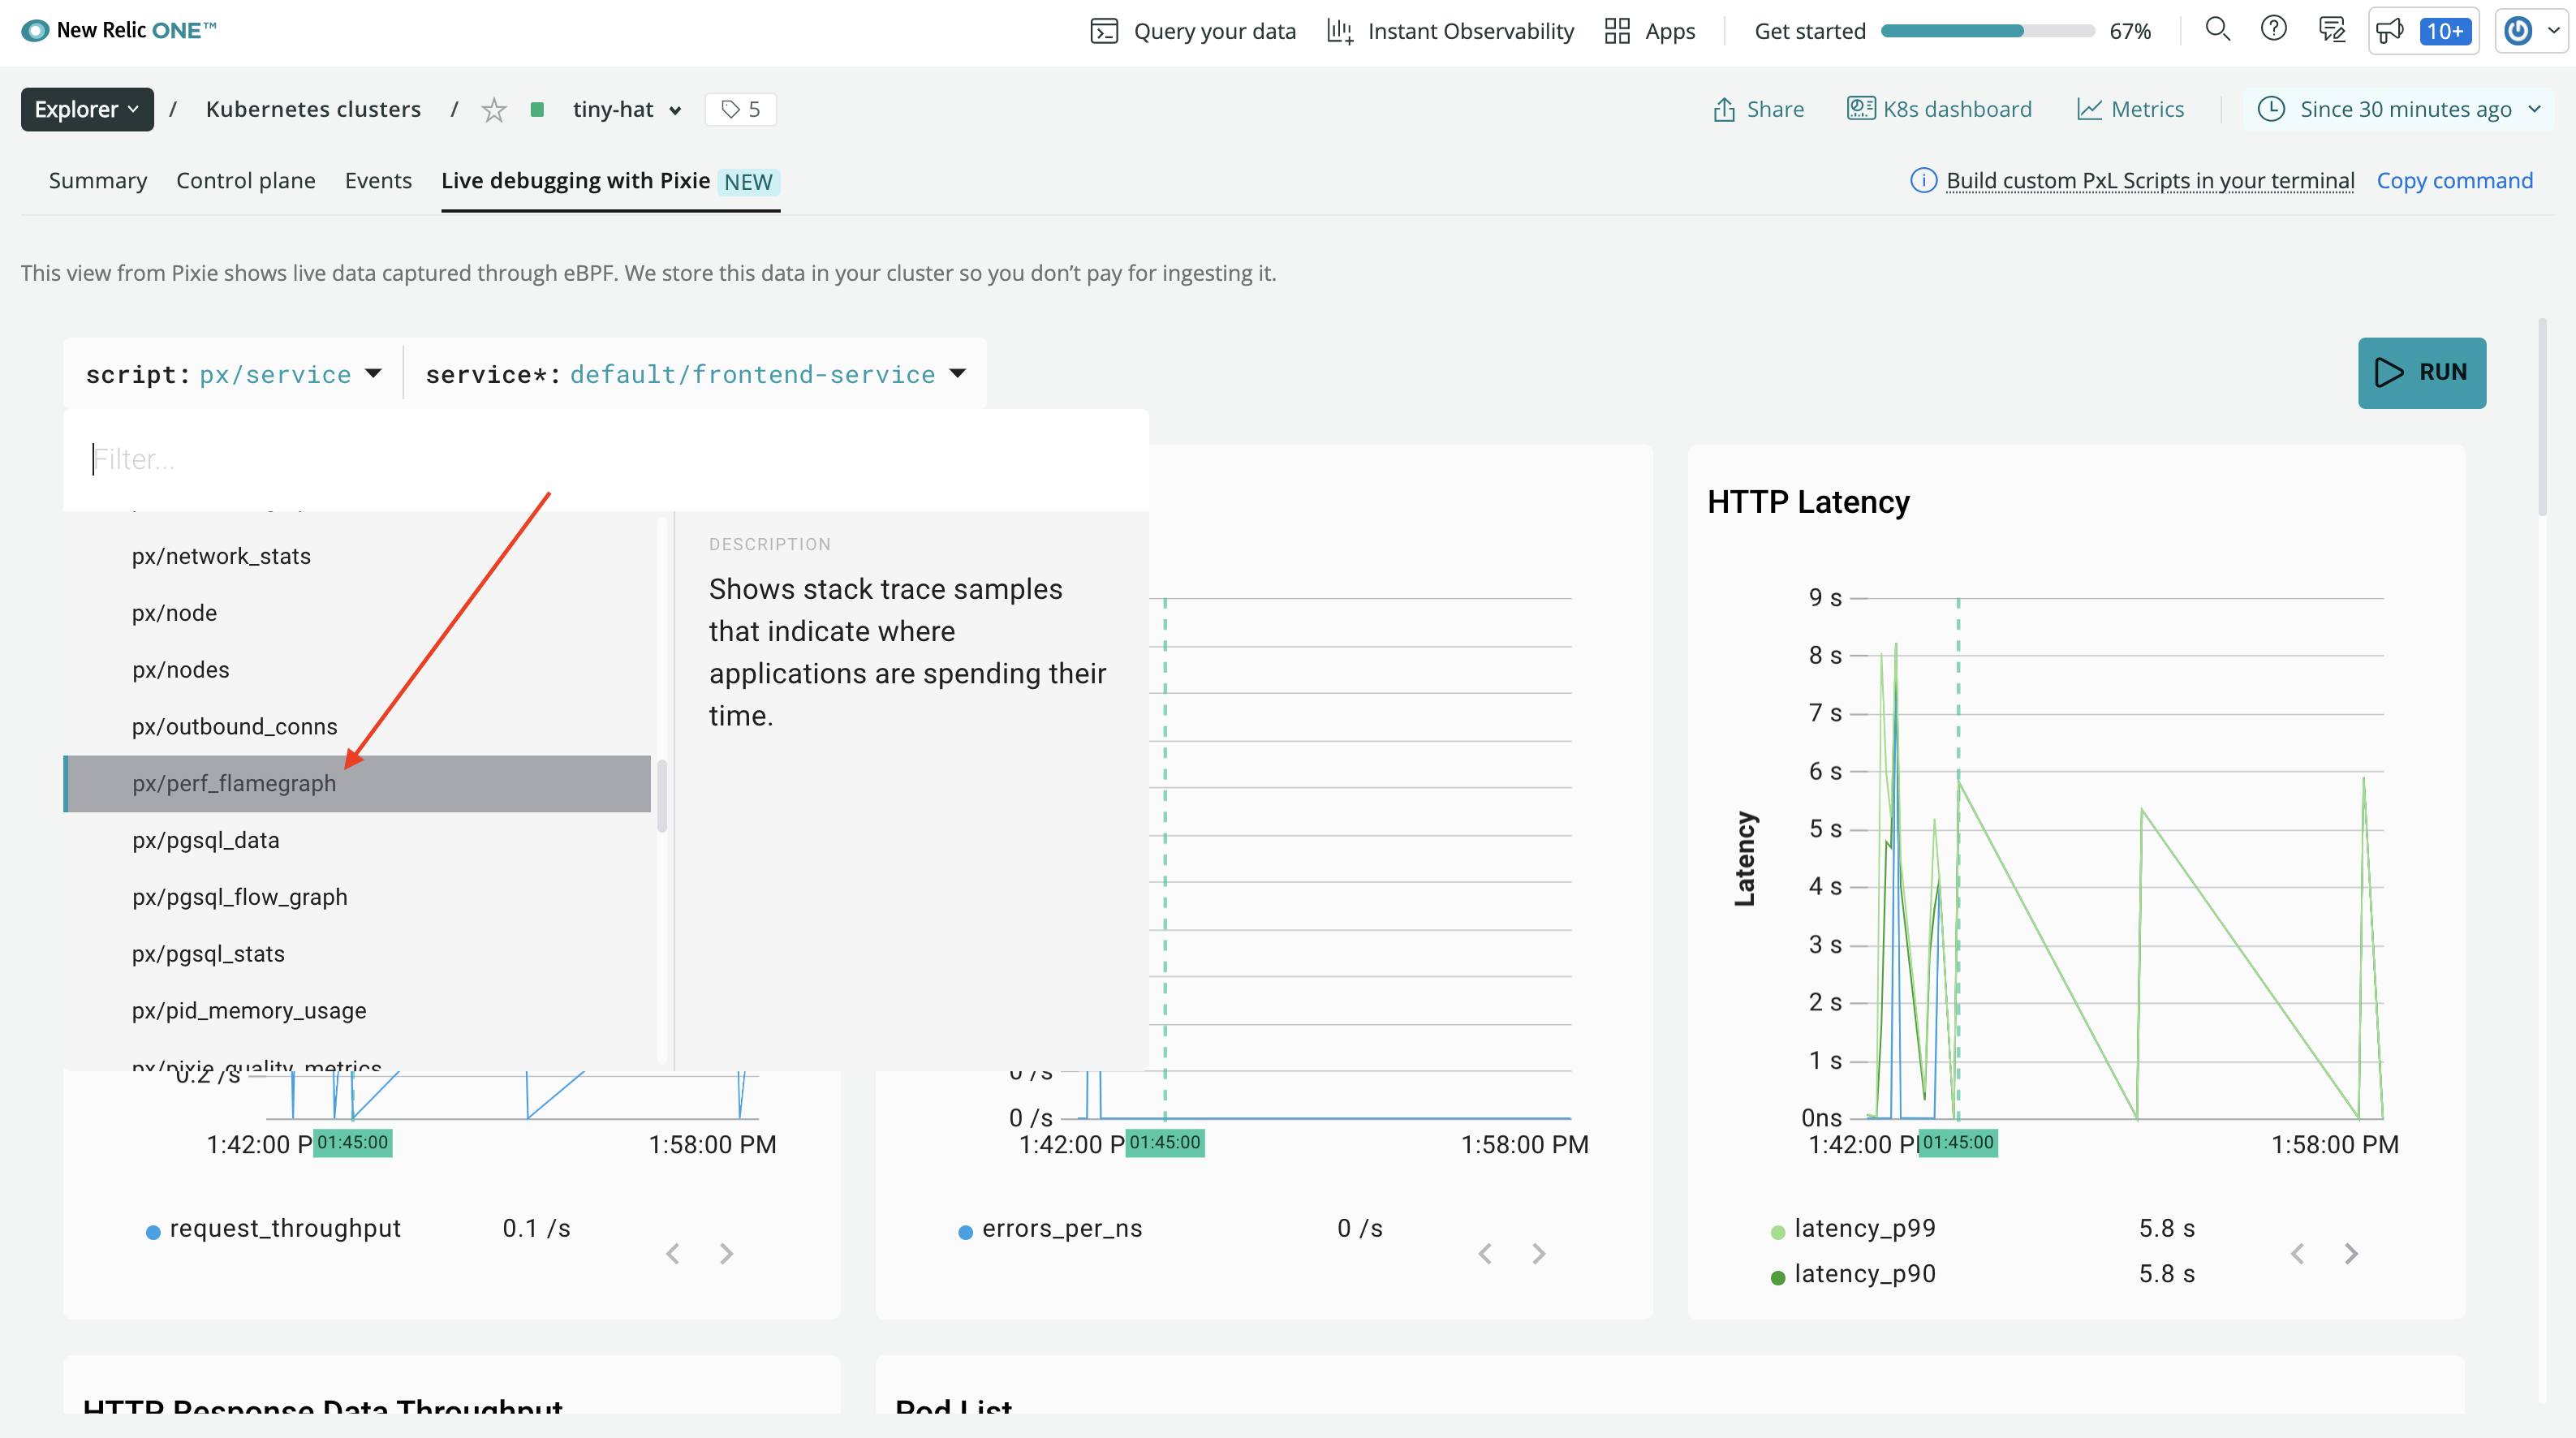 New Relic ONE™
Query your data
Instant Observability
Apps
Get started
67%
10+
Explorer / Kubernetes clusters / tiny-hat
5
Share
K8s dashboard
Metrics
Since 30 minutes ago
Summary
Control plane
Events
Live debugging with Pixie NEW
Build custom PxL Scripts in your terminal
Copy command
This view from Pixie shows live data captured through eBPF. We store this data in your cluster so you don’t pay for ingesting it.
script: px/service
service*: default/frontend-service
RUN
Filter...
px/network_stats
px/node
px/nodes
px/outbound_conns
px/perf_flamegraph
px/pgsql_data
px/pgsql_flow_graph
px/pgsql_stats
px/pid_memory_usage
px/pixie_quality_metrics
DESCRIPTION
Shows stack trace samples
that indicate where
applications are spending their
time.
0.2 /s
1:42:00 P
01:45:00
1:58:00 PM
request_throughput
0.1 /s
0 /s
0 /s
1:42:00 P
01:45:00
1:58:00 PM
errors_per_ns
0 /s
HTTP Latency
Latency
9 s
8 s
7 s
6 s
5 s
4 s
3 s
2 s
1 s
0ns
1:42:00 P
01:45:00
1:58:00 PM
latency_p99
5.8 s
latency_p90
5.8 s
HTTP Response Data Throughput
Pod List